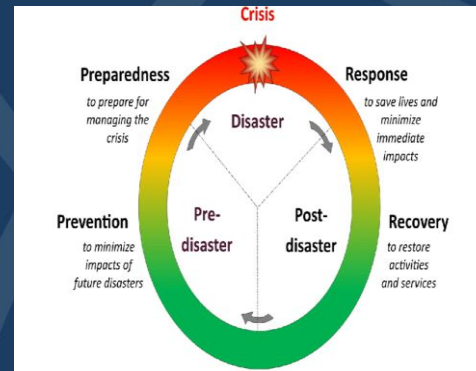 Crisis
Preparedness
to prepare for
managing the
crisis
Response
to save lives and
minimize
immediate
impacts
Disaster
Prevention
to minimize
impacts of
future disasters
Pre-
disaster
Post-
disaster
Recovery
to restore
activities
and services